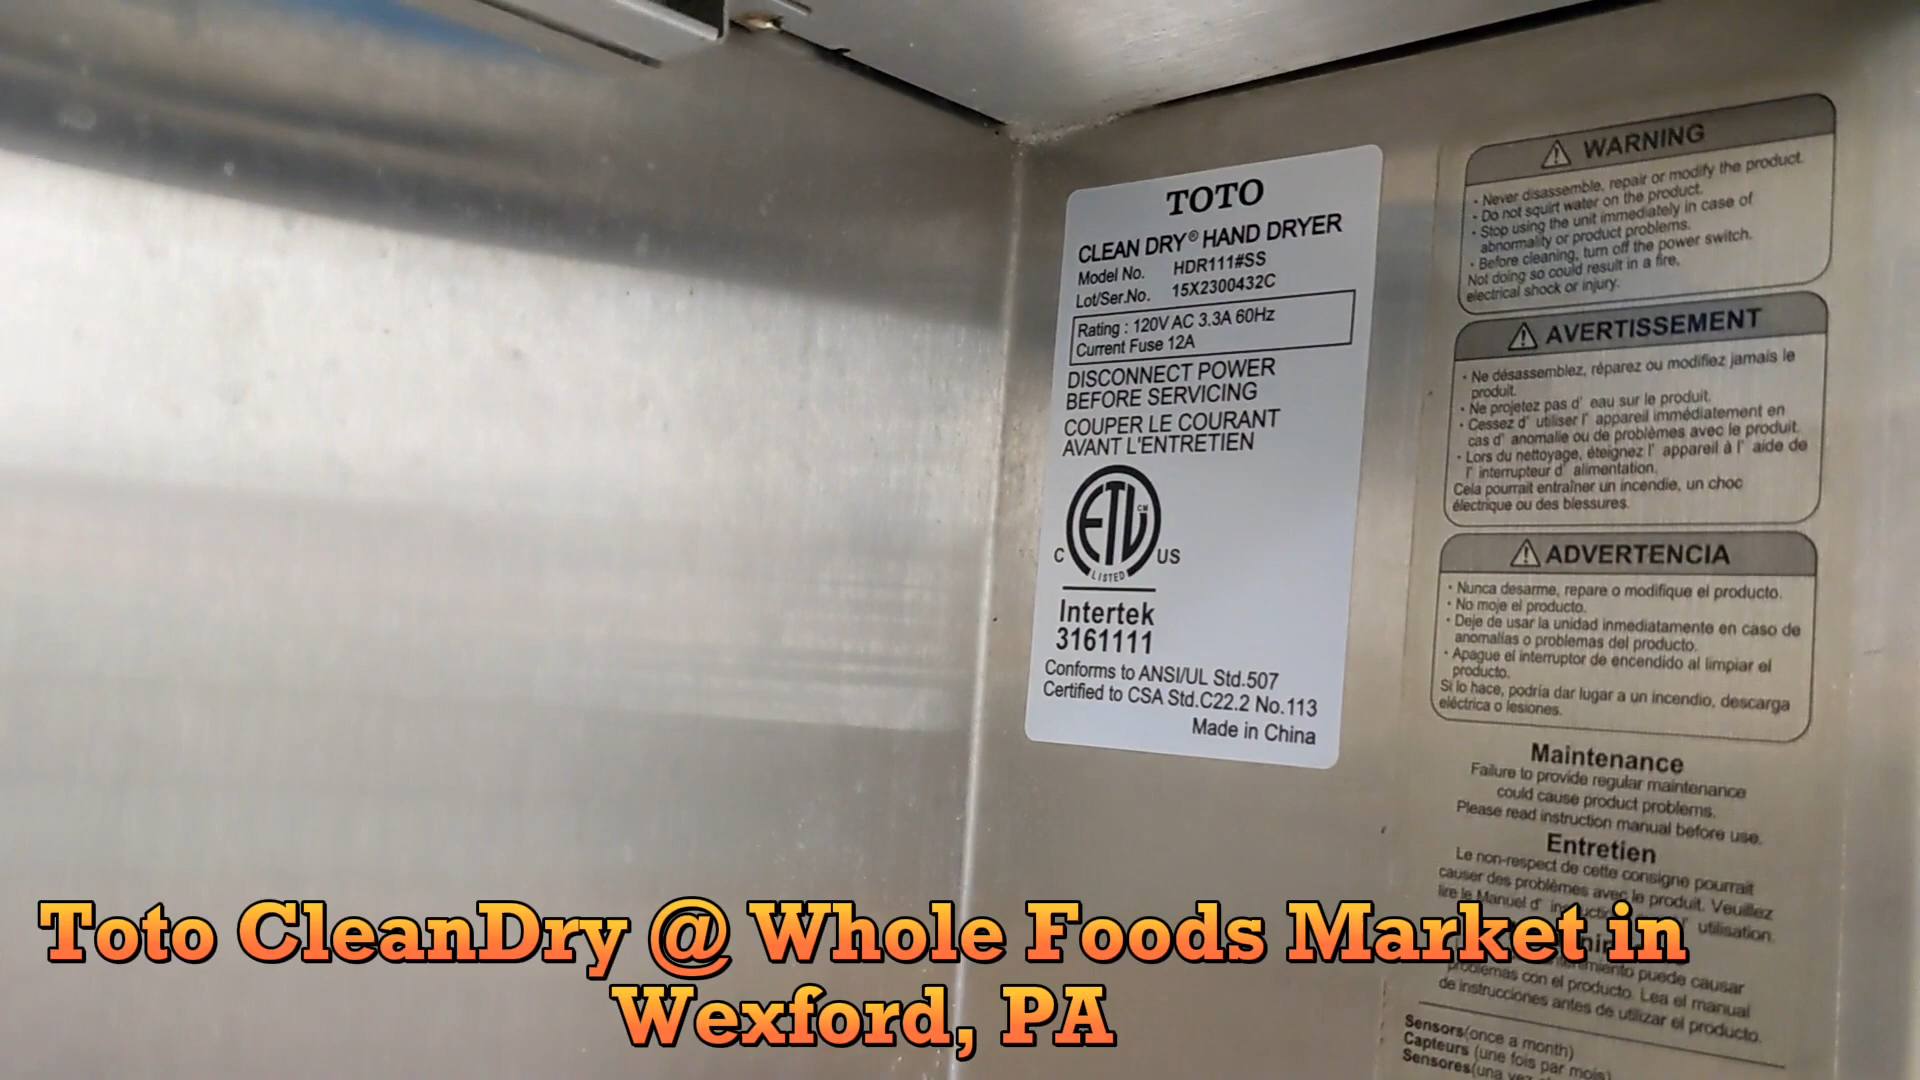 TOTO
CLEAN DRY® HAND DRYER
Model No. HDR111#SS
Lot/Ser.No. 15X2300432C
Rating : 120V AC 3.3A 60Hz
Current Fuse 12A
DISCONNECT POWER
BEFORE SERVICING
COUPER LE COURANT
AVANT L'ENTRETIEN
ETL CM
C US
LISTED
Intertek
3161111
Conforms to ANSI/UL Std.507
Certified to CSA Std.C22.2 No.113
Made in China
WARNING
· Never disassemble, repair or modify the product.
· Do not squirt water on the product.
· Stop using the unit immediately in case of
abnormality or product problems.
· Before cleaning, turn off the power switch.
Not doing so could result in a fire,
electrical shock or injury.
AVERTISSEMENT
· Ne désassemblez, réparez ou modifiez jamais le
produit.
· Ne projetez pas d' eau sur le produit.
· Cessez d' utiliser l' appareil immédiatement en
cas d' anomalie ou de problèmes avec le produit.
· Lors du nettoyage, éteignez l' appareil à l' aide de
l' interrupteur d' alimentation.
Cela pourrait entraîner un incendie, un choc
électrique ou des blessures.
ADVERTENCIA
· Nunca desarme, repare o modifique el producto.
· No moje el producto.
· Deje de usar la unidad inmediatamente en caso de
anomalías o problemas del producto.
· Apague el interruptor de encendido al limpiar el
producto.
Si lo hace, podría dar lugar a un incendio, descarga
eléctrica o lesiones.
Maintenance
Failure to provide regular maintenance
could cause product problems.
Please read instruction manual before use.
Entretien
Le non-respect de cette consigne pourrait
causer des problèmes avec le produit. Veuillez
lire le Manuel d' utilisation.
puede causar
problemas con el producto. Lea el manual
de instrucciones antes de utilizar el producto.
Sensors(once a month)
Capteurs (une fois par mois)
Sensores(una
Toto CleanDry @ Whole Foods Market in
Wexford, PA